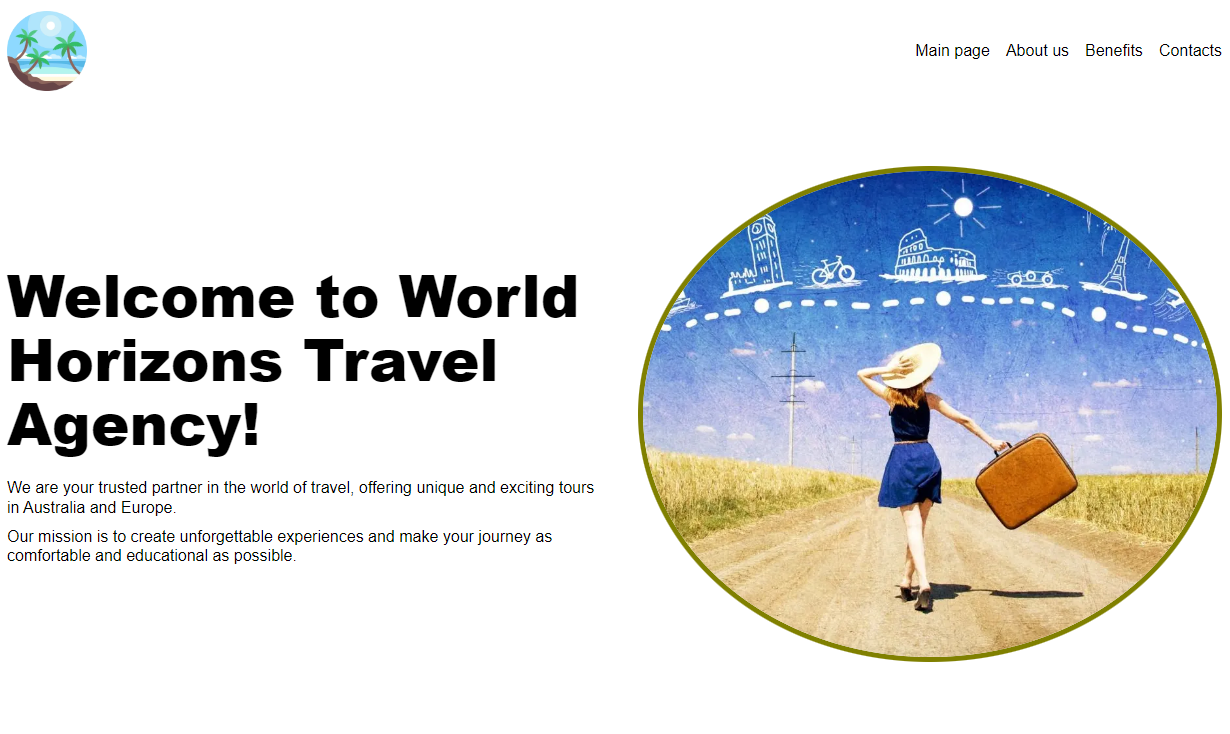 Main page About us Benefits Contacts
Welcome to World
Horizons Travel
Agency!
We are your trusted partner in the world of travel, offering unique and exciting tours
in Australia and Europe.
Our mission is to create unforgettable experiences and make your journey as
comfortable and educational as possible.